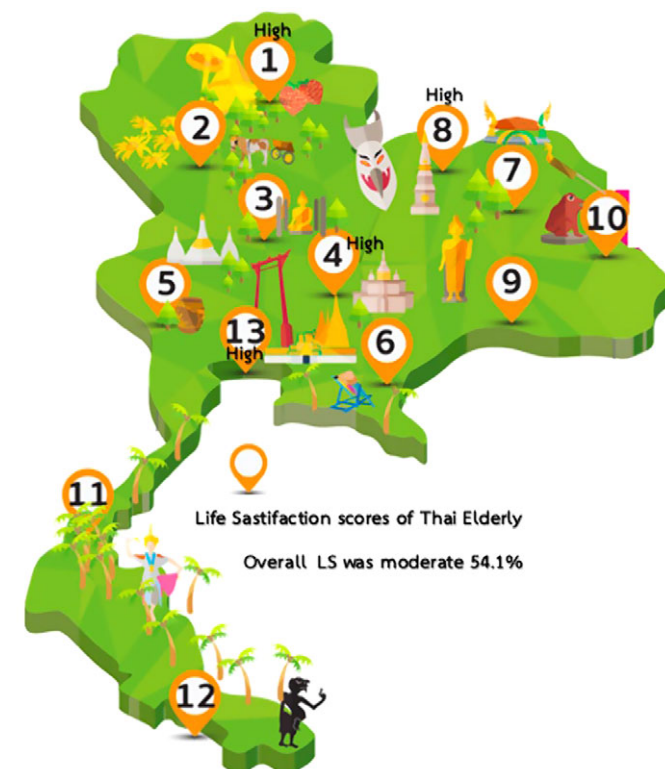 High
1
High
8
2
7
3
10
High
4
5
9
13
High
6
11
Life Sastifaction scores of Thai Elderly
Overall LS was moderate 54.1%
12